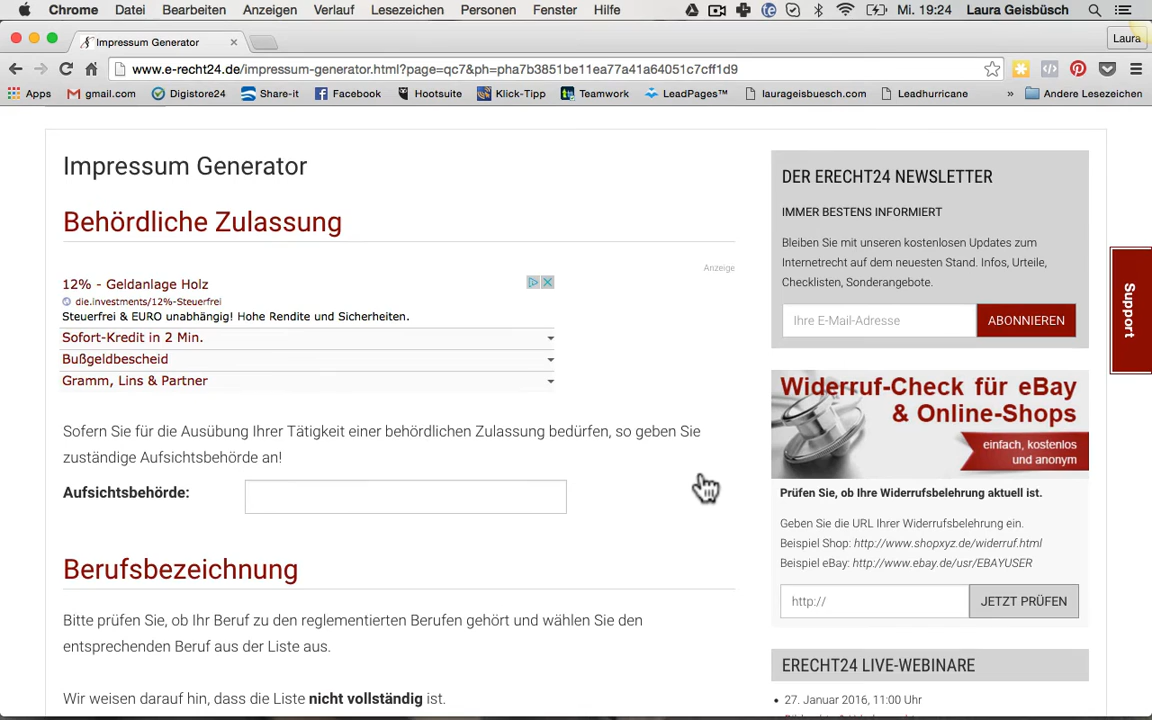 Chrome Datei Bearbeiten Anzeigen Verlauf Lesezeichen Personen Fenster Hilfe Mi. 19:24 Laura Geisbüsch
Impressum Generator Laura
www.e-recht24.de/impressum-generator.html?page=qc7&ph=pha7b3851be11ea77a41a64051c7cff1d9
Apps gmail.com Digistore24 Share-it Facebook Hootsuite Klick-Tipp Teamwork LeadPages™ laurageisbuesch.com Leadhurricane » Andere Lesezeichen
Impressum Generator
Behördliche Zulassung
Anzeige
12% - Geldanlage Holz
die.investments/12%-Steuerfrei
Steuerfrei & EURO unabhängig! Hohe Rendite und Sicherheiten.
Sofort-Kredit in 2 Min.
Bußgeldbescheid
Gramm, Lins & Partner
Sofern Sie für die Ausübung Ihrer Tätigkeit einer behördlichen Zulassung bedürfen, so geben Sie
zuständige Aufsichtsbehörde an!
Aufsichtsbehörde:
Berufsbezeichnung
Bitte prüfen Sie, ob Ihr Beruf zu den reglementierten Berufen gehört und wählen Sie den
entsprechenden Beruf aus der Liste aus.
Wir weisen darauf hin, dass die Liste nicht vollständig ist.
DER ERECHT24 NEWSLETTER
IMMER BESTENS INFORMIERT
Bleiben Sie mit unseren kostenlosen Updates zum
Internetrecht auf dem neuesten Stand. Infos, Urteile,
Checklisten, Sonderangebote.
Ihre E-Mail-Adresse ABONNIEREN
Widerruf-Check für eBay
& Online-Shops
einfach, kostenlos
und anonym
Prüfen Sie, ob Ihre Widerrufsbelehrung aktuell ist.
Geben Sie die URL Ihrer Widerrufsbelehrung ein.
Beispiel Shop: http://www.shopxyz.de/widerruf.html
Beispiel eBay: http://www.ebay.de/usr/EBAYUSER
http:// JETZT PRÜFEN
ERECHT24 LIVE-WEBINARE
• 27. Januar 2016, 11:00 Uhr
Support